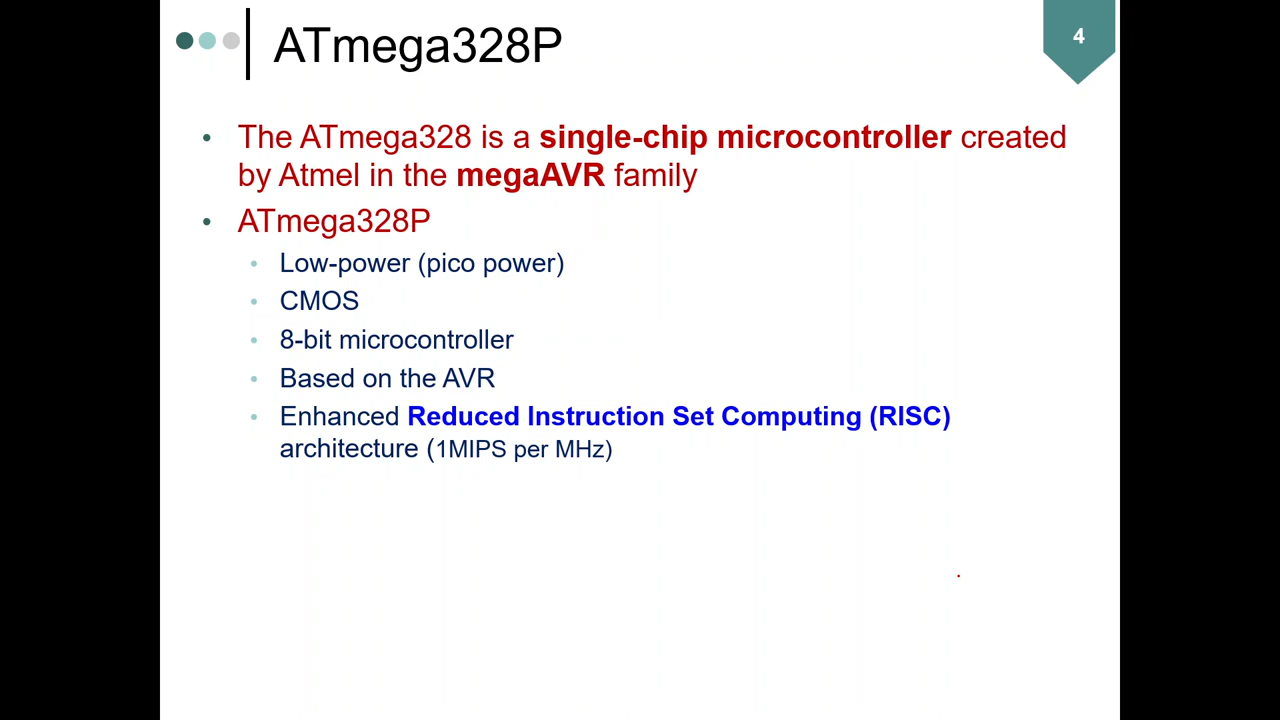 ATmega328P
4
• The ATmega328 is a single-chip microcontroller created
by Atmel in the megaAVR family
• ATmega328P
• Low-power (pico power)
• CMOS
• 8-bit microcontroller
• Based on the AVR
• Enhanced Reduced Instruction Set Computing (RISC)
architecture (1MIPS per MHz)